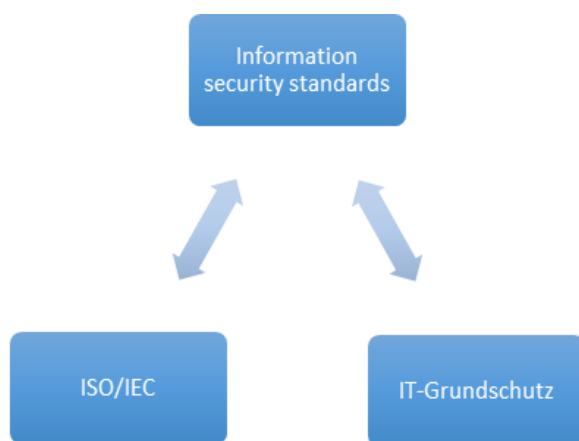 Information
security standards
ISO/IEC
IT-Grundschutz